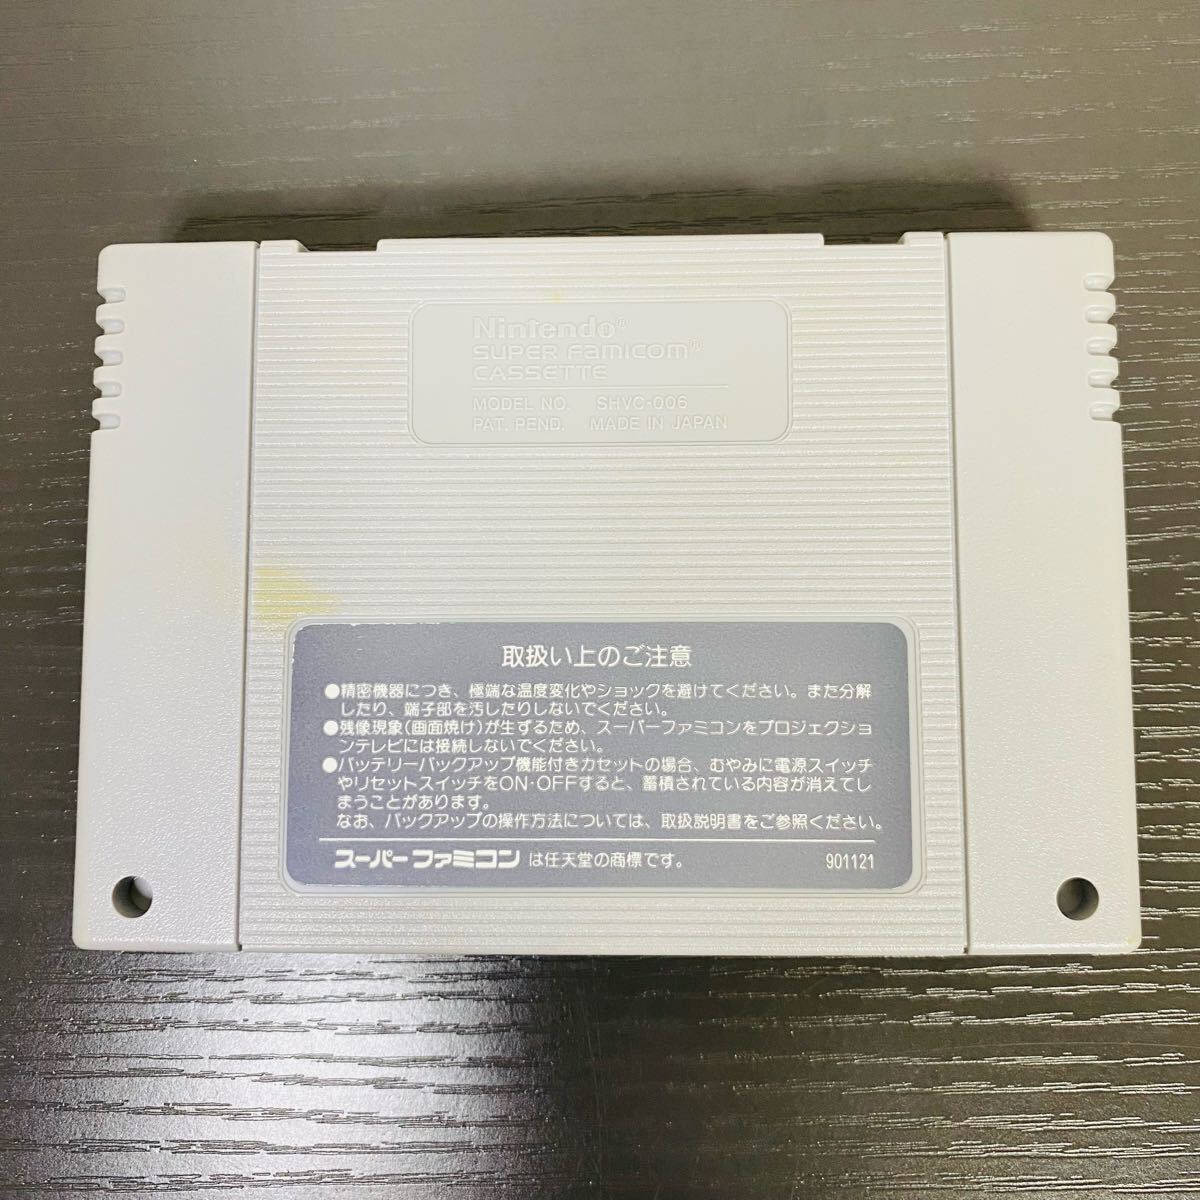 Nintendo®
SUPER FAMICOM®
CASSETTE
MODEL NO. SHVC-006
PAT. PEND. MADE IN JAPAN
取扱い上のご注意
●精密機器につき、極端な温度変化やショックを避けてください。また分解
したり、端子部を汚したりしないでください。
●残像現象(画面焼け)が生ずるため、スーパーファミコンをプロジェクショ
ンテレビには接続しないでください。
●バッテリーバックアップ機能付きカセットの場合、むやみに電源スイッチ
やリセットスイッチをON・OFFすると、蓄積されている内容が消えてし
まうことがあります。
なお、バックアップの操作方法については、取扱説明書をご参照ください。
スーパーファミコン は任天堂の商標です。 901121